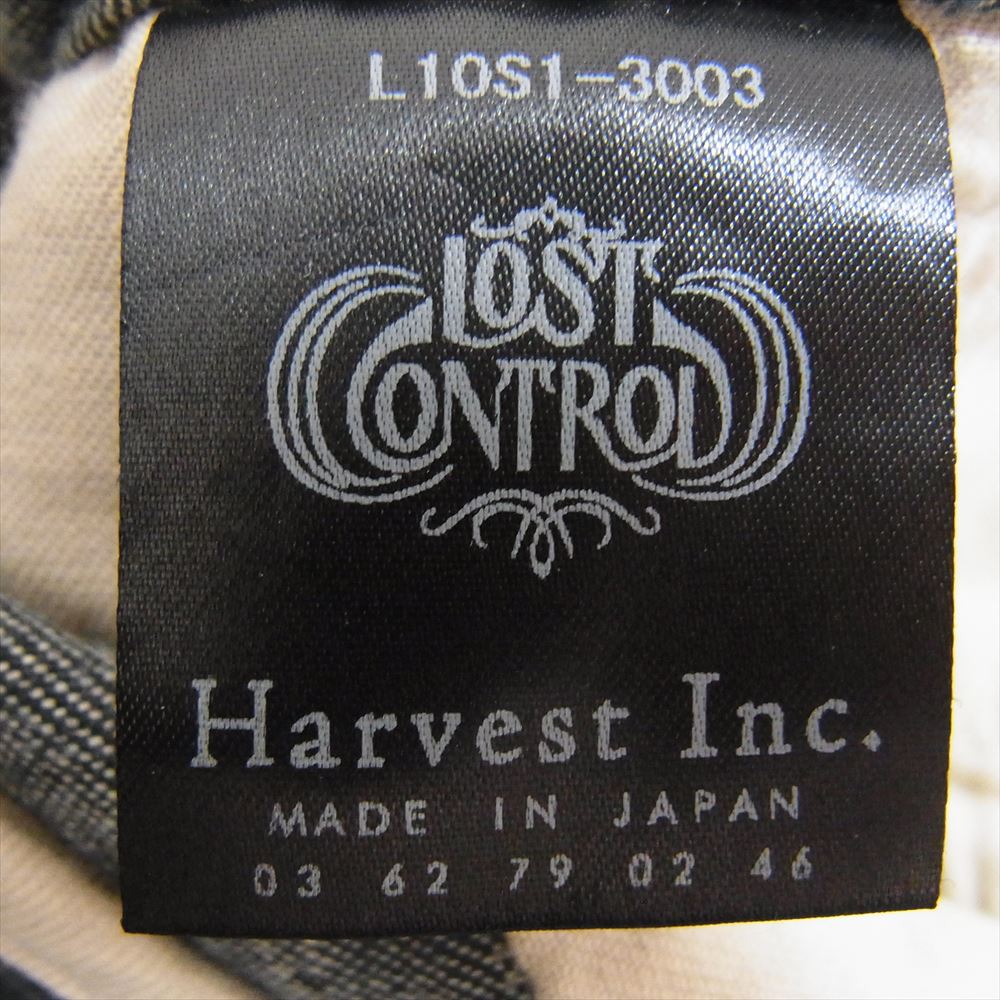 L10S1-3003
LOST
CONTROL
Harvest Inc.
MADE IN JAPAN
03 62 79 02 46